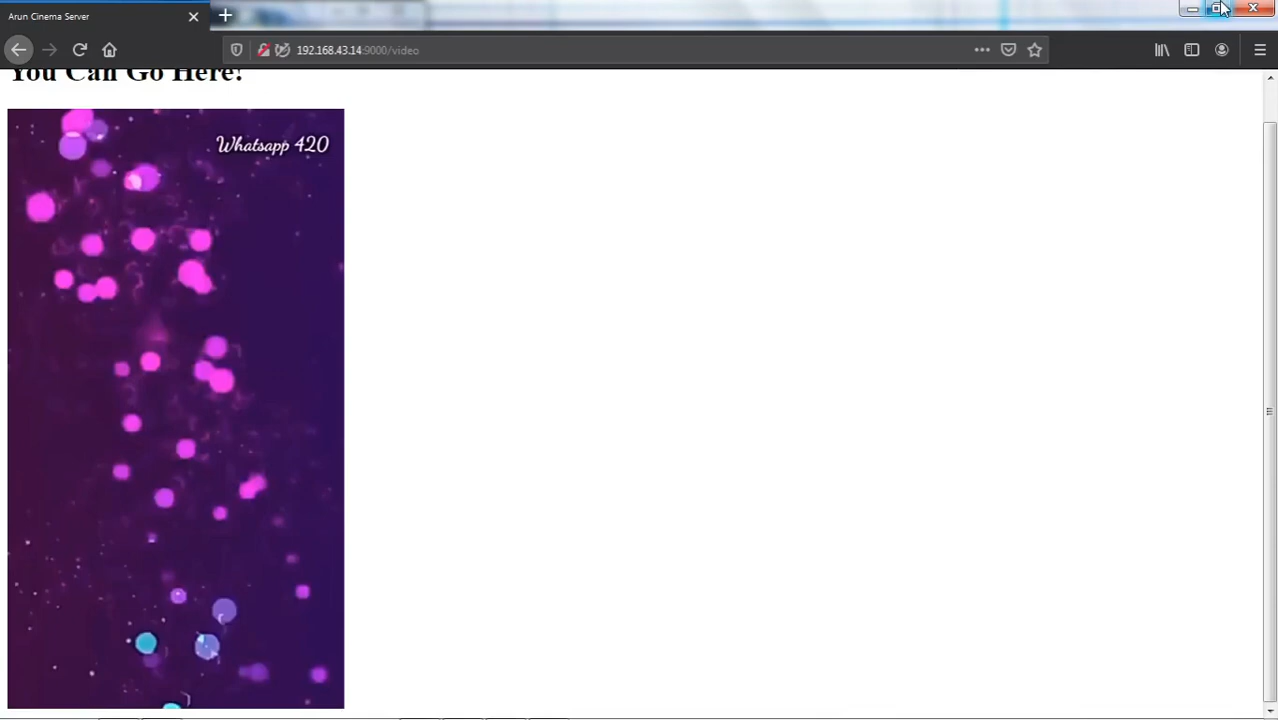 Arun Cinema Server
192.168.43.14:9000/video
You Can Go Here!
Whatsapp 420